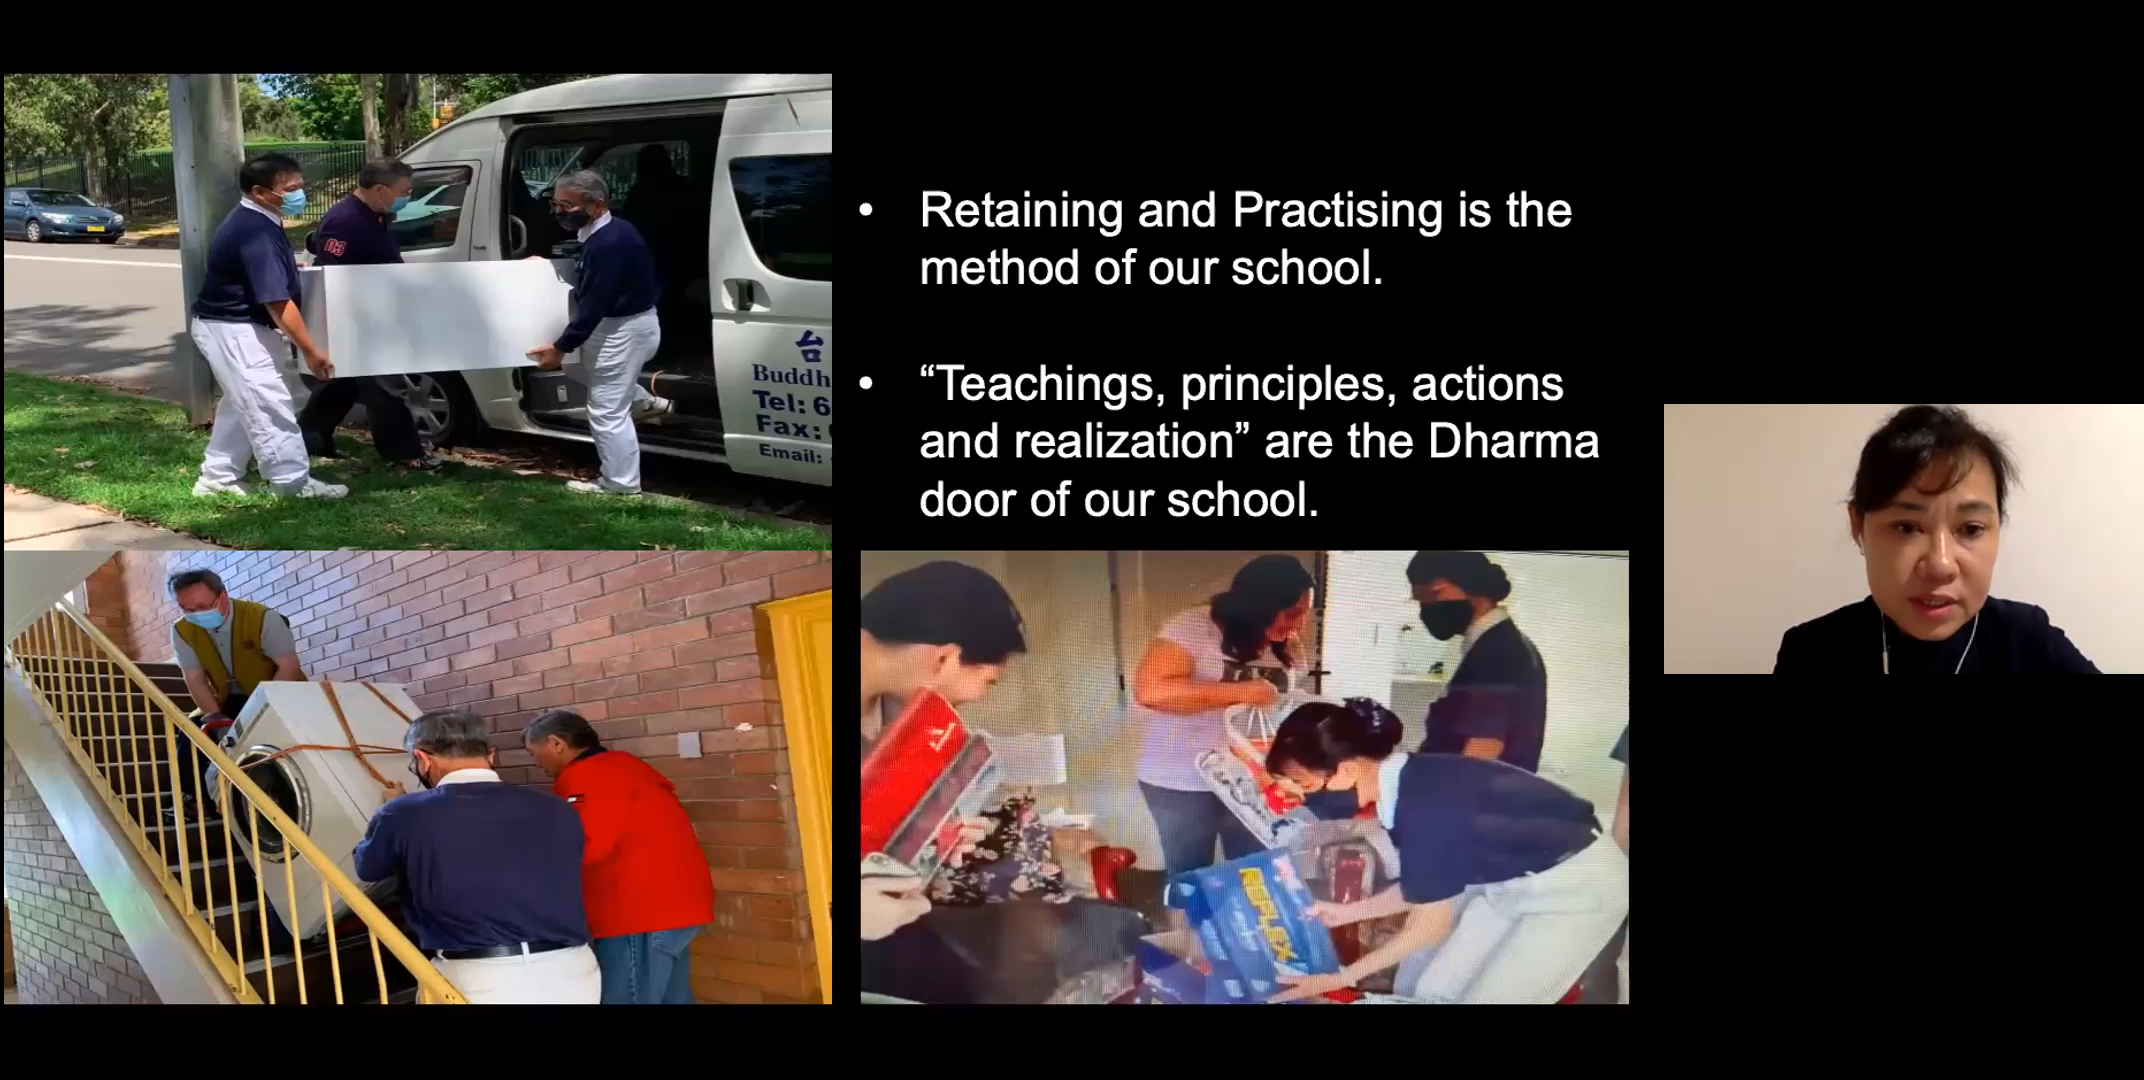 • Retaining and Practising is the
method of our school.
• “Teachings, principles, actions
and realization” are the Dharma
door of our school.
台
Buddh
Tel: 6
Fax:
Email:
REFLEX